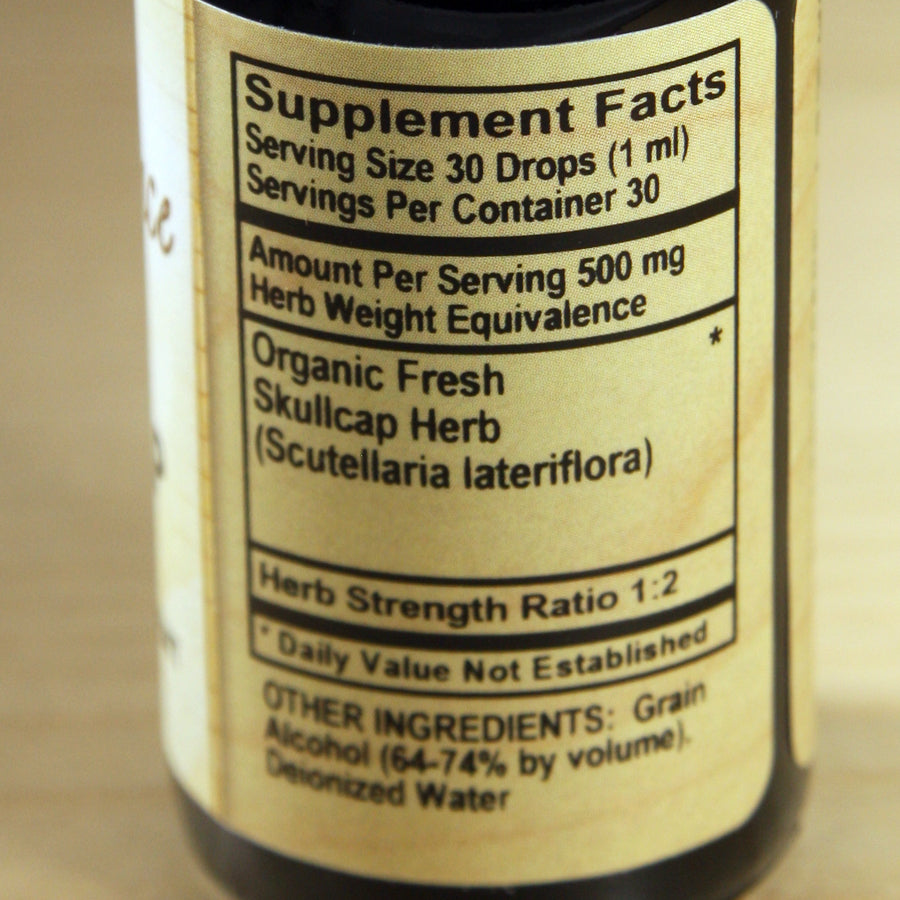 Supplement Facts
Serving Size 30 Drops (1 ml)
Servings Per Container 30
Amount Per Serving 500 mg
Herb Weight Equivalence
*
Organic Fresh
Skullcap Herb
(Scutellaria lateriflora)
Herb Strength Ratio 1:2
* Daily Value Not Established
OTHER INGREDIENTS: Grain
Alcohol (64-74% by volume).
Deionized Water